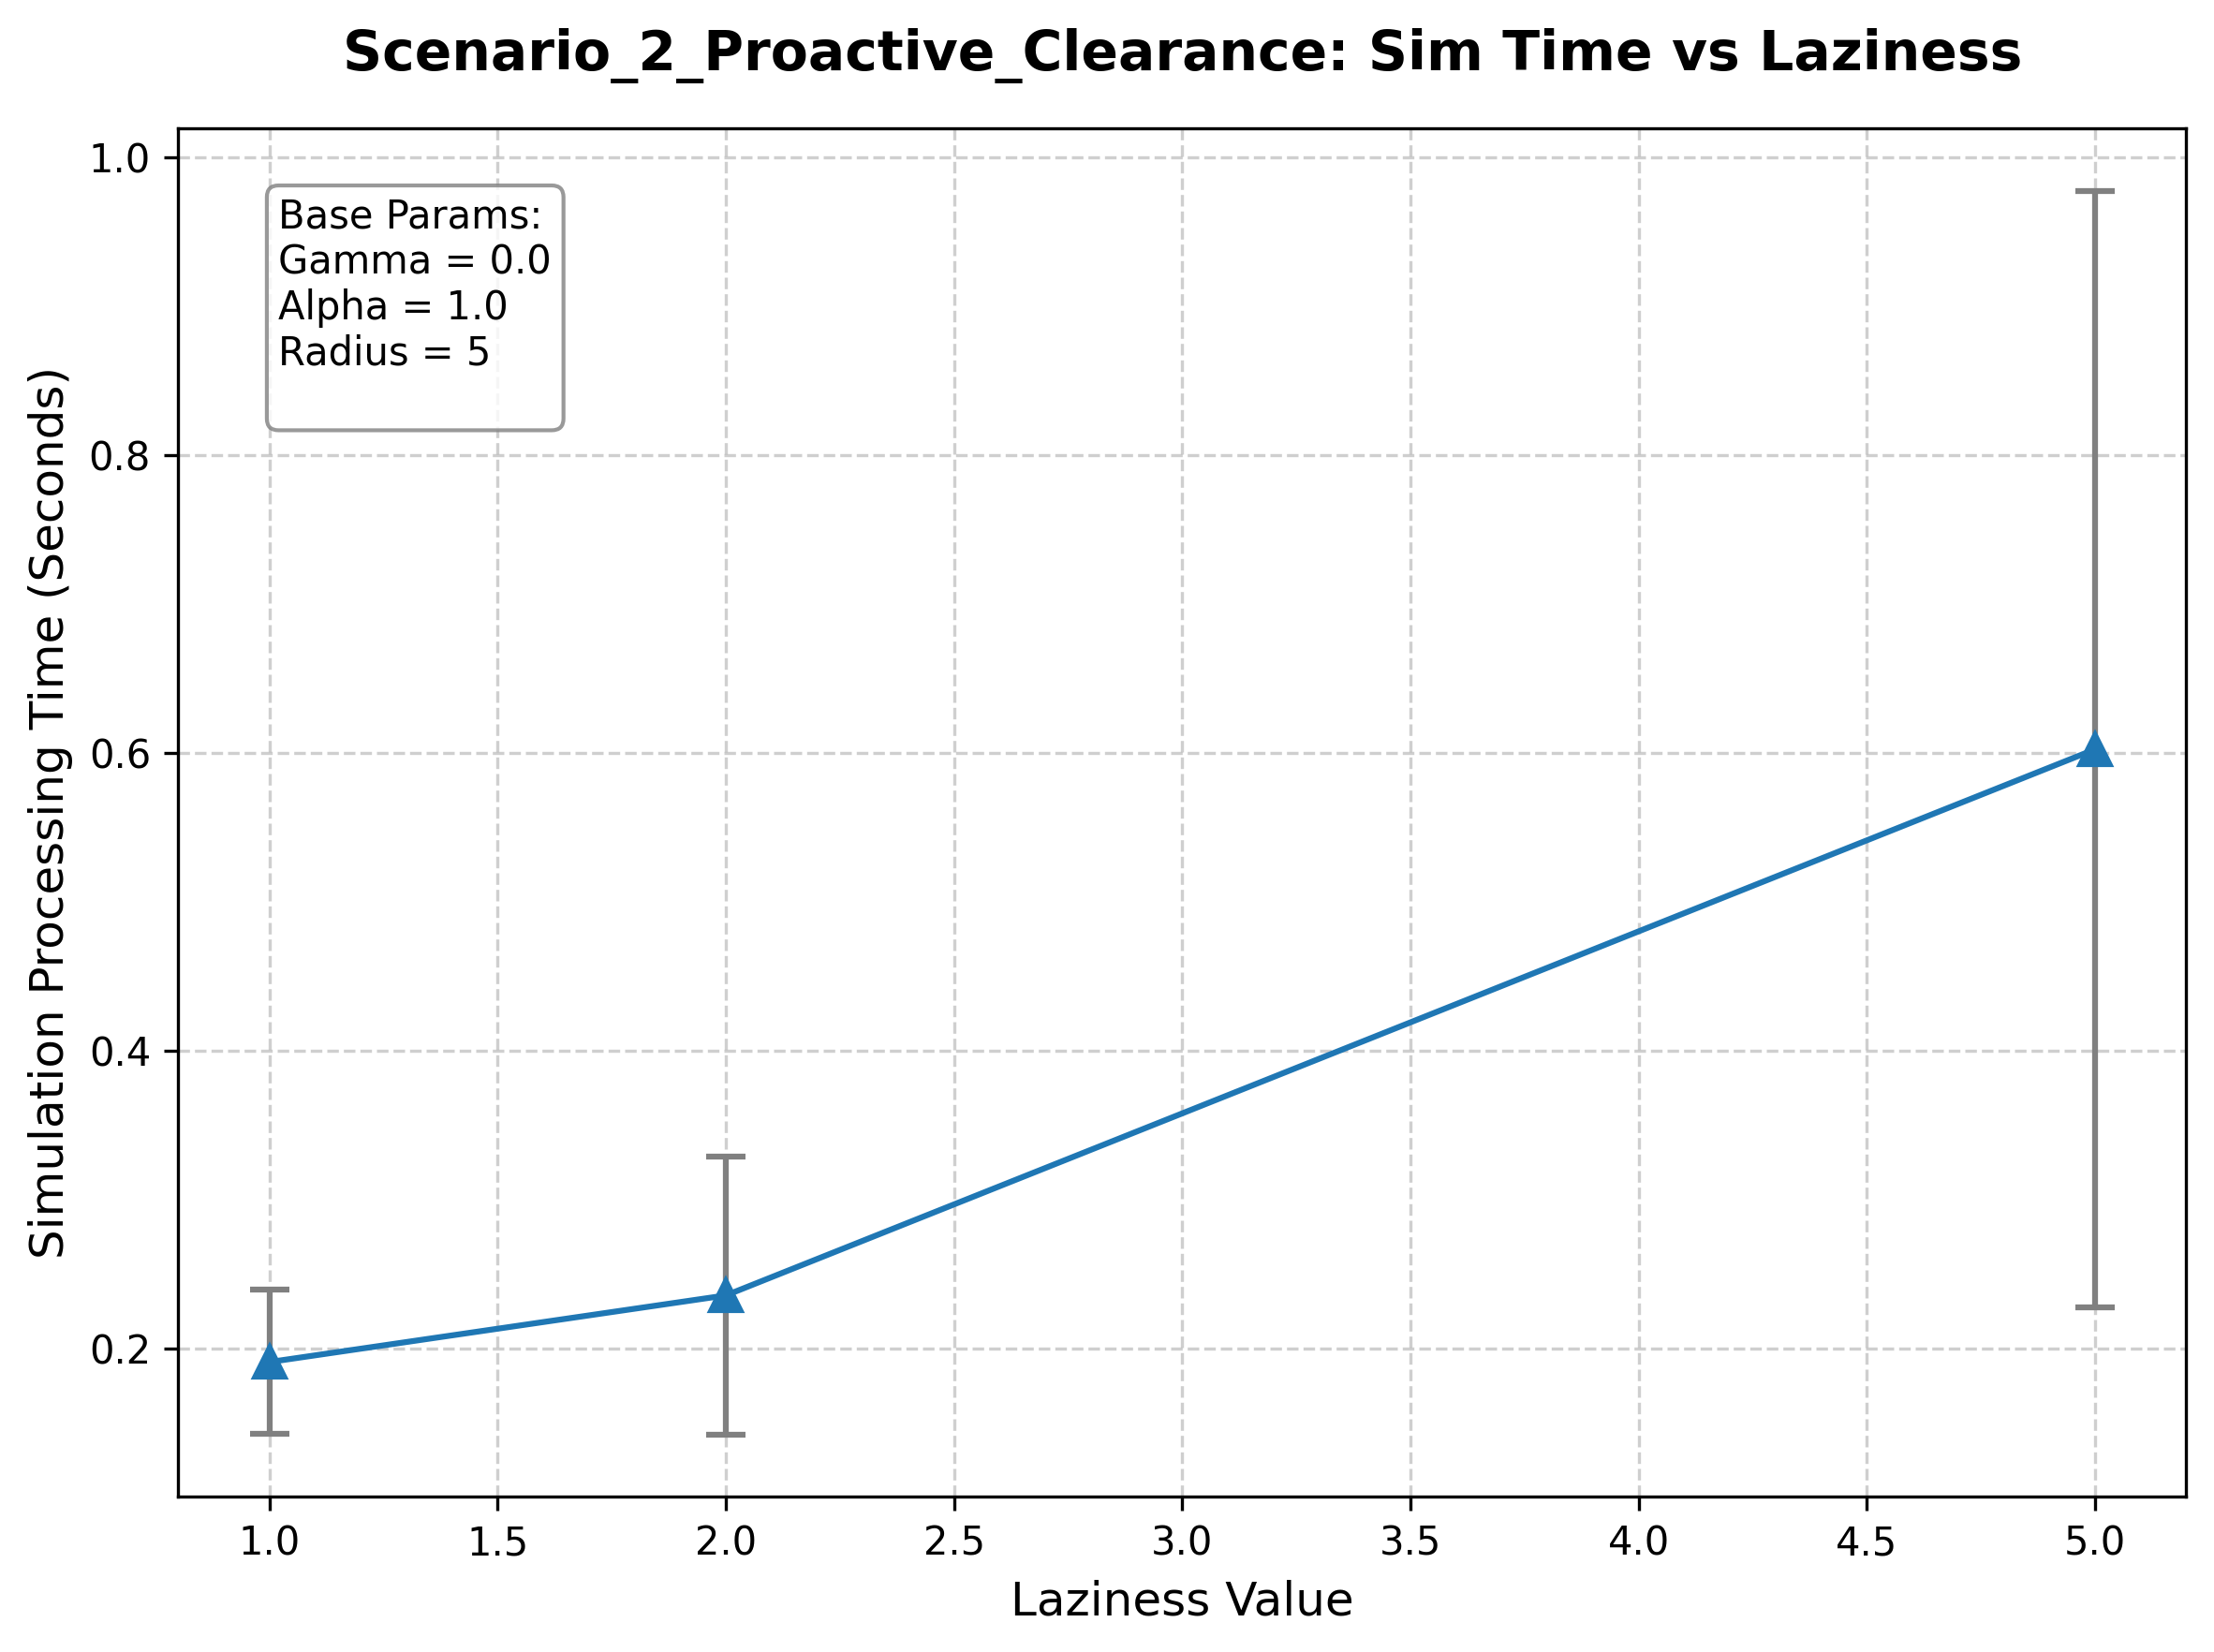 Scenario_2_Proactive_Clearance: Sim Time vs Laziness
Base Params:
Gamma = 0.0
Alpha = 1.0
Radius = 5
Simulation Processing Time (Seconds)
1.0
0.8
0.6
0.4
0.2
1.0 1.5 2.0 2.5 3.0 3.5 4.0 4.5 5.0
Laziness Value